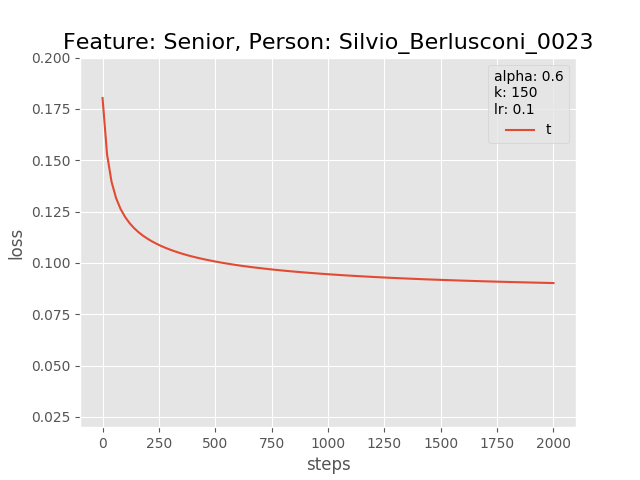 Feature: Senior, Person: Silvio_Berlusconi_0023
alpha: 0.6
k: 150
lr: 0.1
t
loss
0.200
0.175
0.150
0.125
0.100
0.075
0.050
0.025
0 250 500 750 1000 1250 1500 1750 2000
steps